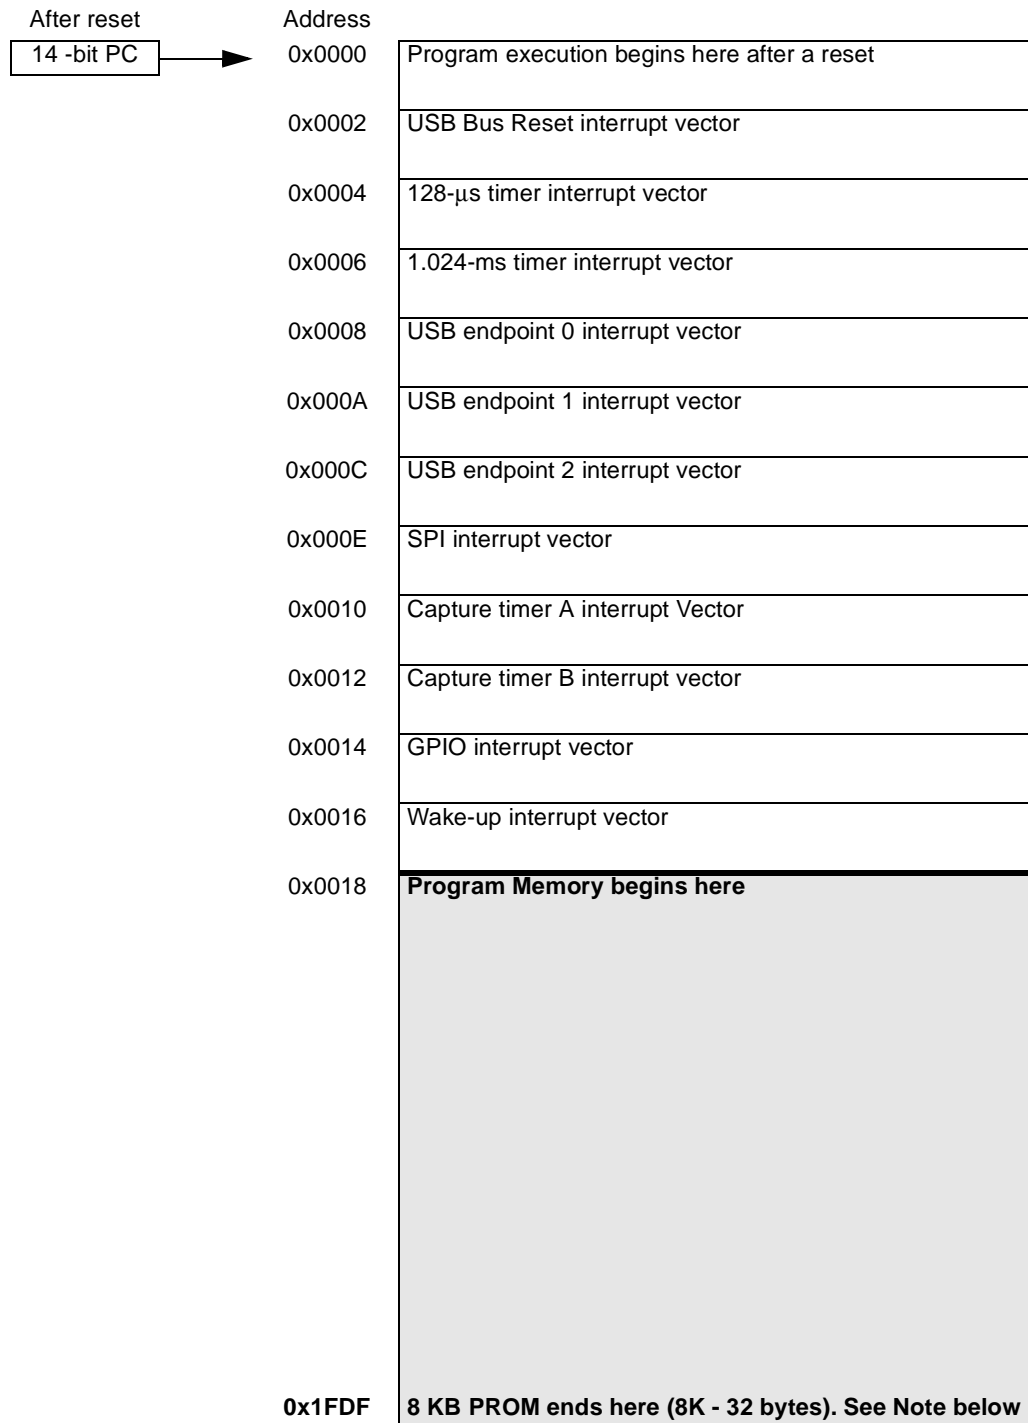 After reset Address
14 -bit PC 0x0000 Program execution begins here after a reset
0x0002 USB Bus Reset interrupt vector
0x0004 128-μs timer interrupt vector
0x0006 1.024-ms timer interrupt vector
0x0008 USB endpoint 0 interrupt vector
0x000A USB endpoint 1 interrupt vector
0x000C USB endpoint 2 interrupt vector
0x000E SPI interrupt vector
0x0010 Capture timer A interrupt Vector
0x0012 Capture timer B interrupt vector
0x0014 GPIO interrupt vector
0x0016 Wake-up interrupt vector
0x0018 Program Memory begins here
0x1FDF 8 KB PROM ends here (8K - 32 bytes). See Note below